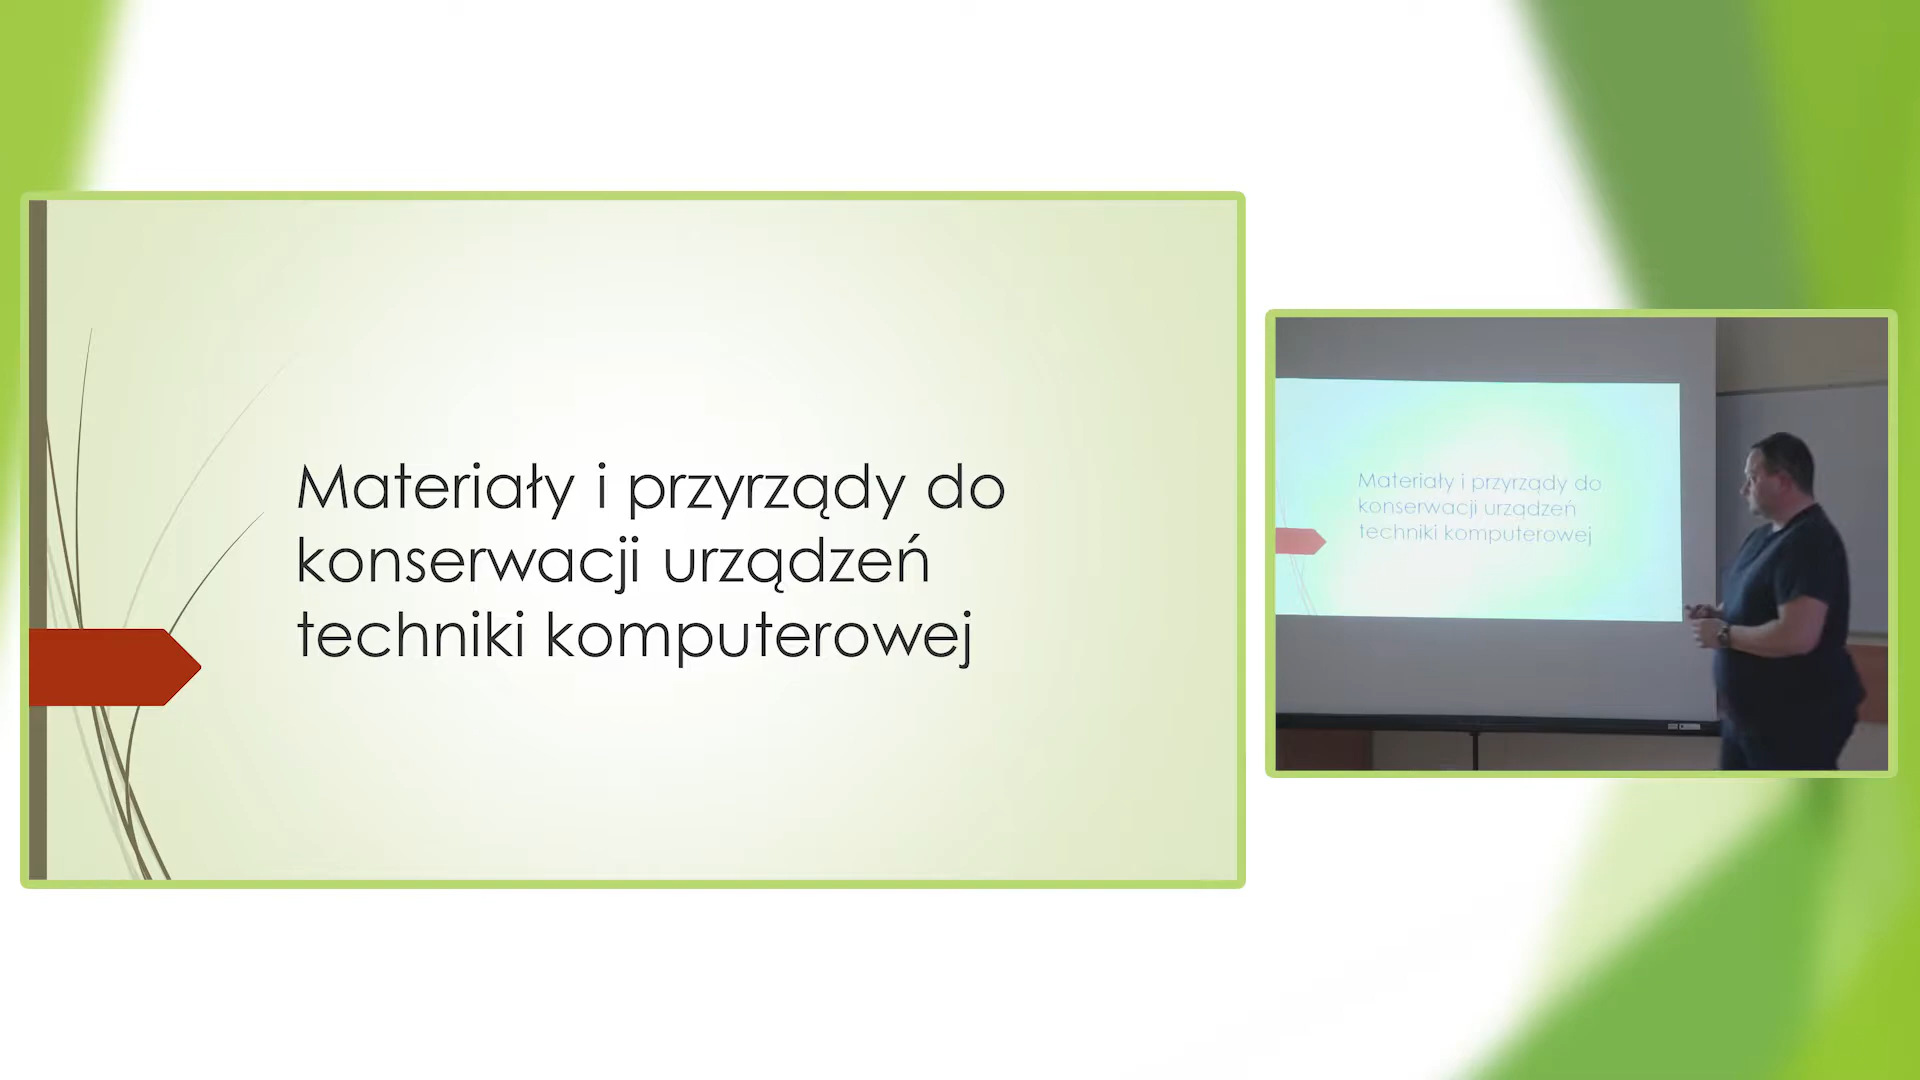 Materiały i przyrządy do
konserwacji urządzeń
techniki komputerowej
Materiały i przyrządy do
konserwacji urządzeń
techniki komputerowej